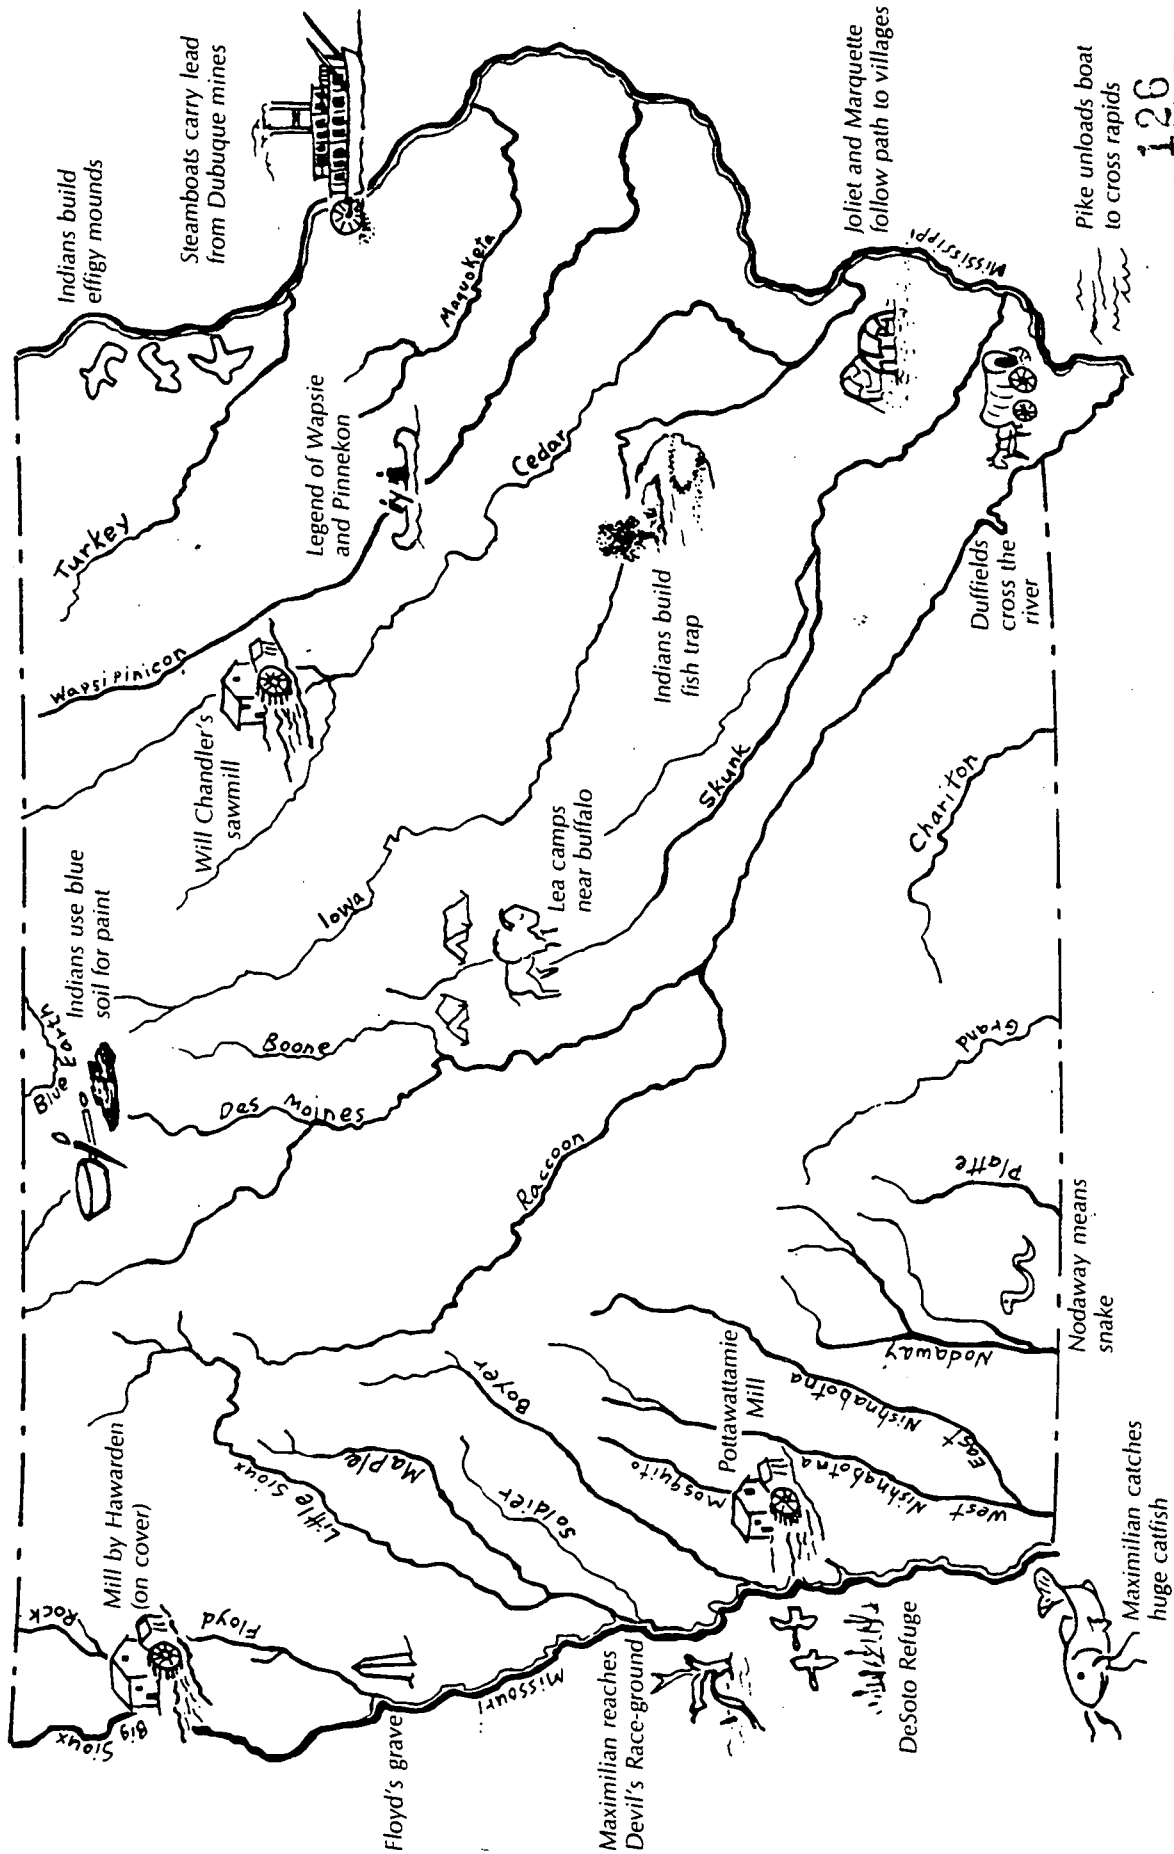 Indians build
effigy mounds
Steamboats carry lead
from Dubuque mines
Indians use blue
soil for paint
Blue Earth
Turkey
Wapsipinicon
Maquoketa
Legend of Wapsie
and Pinnekon
Cedar
Will Chandler's
sawmill
Iowa
Mill by Hawarden
(on cover)
Rock
Big
Sioux
Floyd
Floyd's grave
Little Sioux
Maple
Soldier
Boyer
Missouri
Des Moines
Boone
Raccoon
Lea camps
near buffalo
Indians build
fish trap
Skunk
Joliet and Marquette
follow path to villages
Mississippi
Maximilian reaches
Devil's Race-ground
DeSoto Refuge
Mosquito
Pottawattamie
Mill
West Nishnabotna
East Nishnabotna
Nodaway
Platte
Grand
Chariton
Duffields
cross the
river
Pike unloads boat
to cross rapids
Nodaway means
snake
Maximilian catches
huge catfish
126